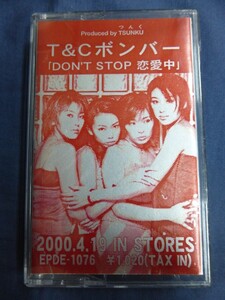 つんく
Produced by TSUNKU
T&Cボンバー
「DON'T STOP 恋愛中」
2000.4.19 IN STORES
EPDE-1076 ¥1,020(TAX IN)